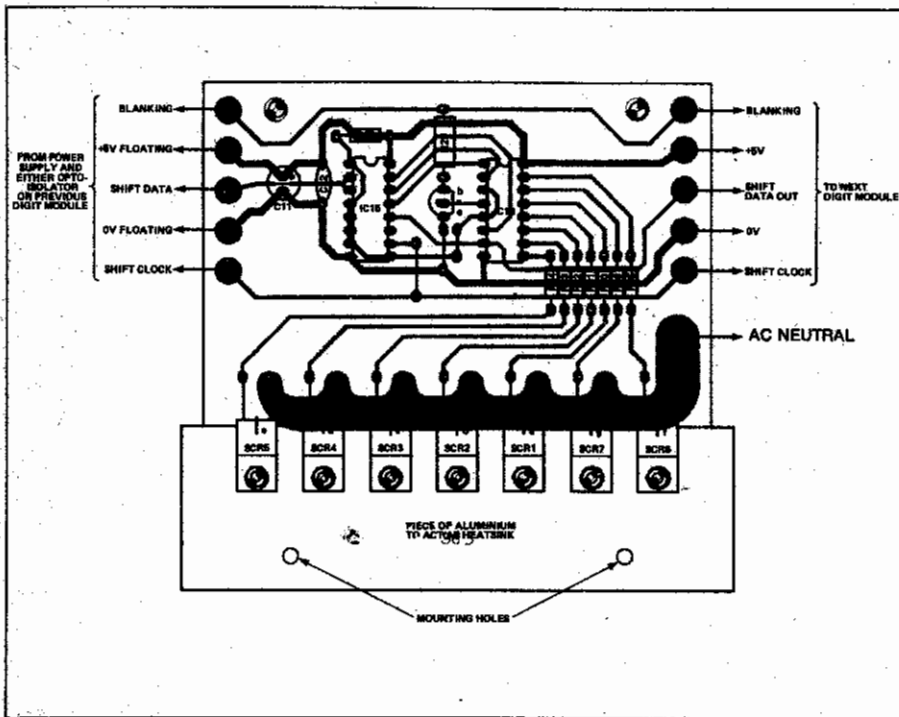 BLANKING
+5V FLOATING
SHIFT DATA
0V FLOATING
SHIFT CLOCK
FROM POWER
SUPPLY AND
EITHER OPTO-
ISOLATOR
OR PREVIOUS
DIGIT MODULE
C11
IC15
b
BLANKING
+5V
SHIFT
DATA OUT
0V
SHIFT CLOCK
TO NEXT
DIGIT MODULE
AC NEUTRAL
SCR5
SCR4
SCR3
SCR2
SCR1
SCR7
SCR6
PIECE OF ALUMINIUM
TO ACT AS HEATSINK
MOUNTING HOLES